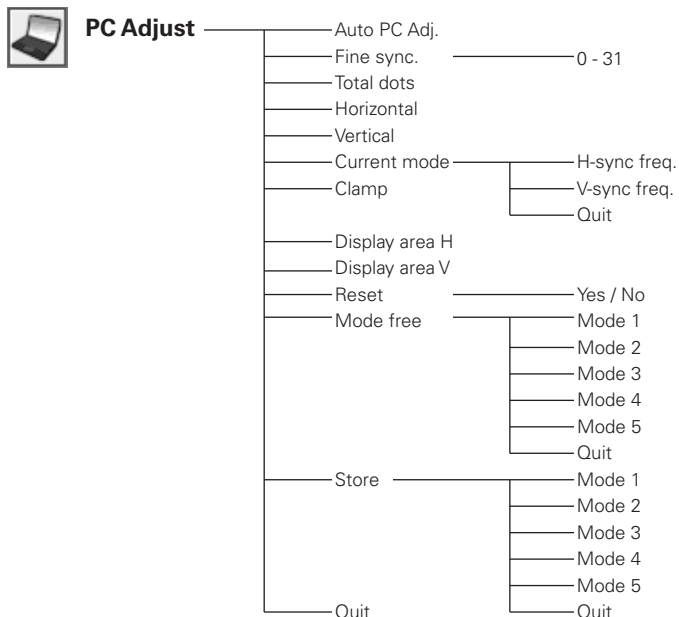 PC Adjust
Auto PC Adj.
Fine sync.
0 - 31
Total dots
Horizontal
Vertical
Current mode
H-sync freq.
Clamp
V-sync freq.
Quit
Display area H
Display area V
Reset
Yes / No
Mode free
Mode 1
Mode 2
Mode 3
Mode 4
Mode 5
Quit
Store
Mode 1
Mode 2
Mode 3
Mode 4
Mode 5
Quit
Quit